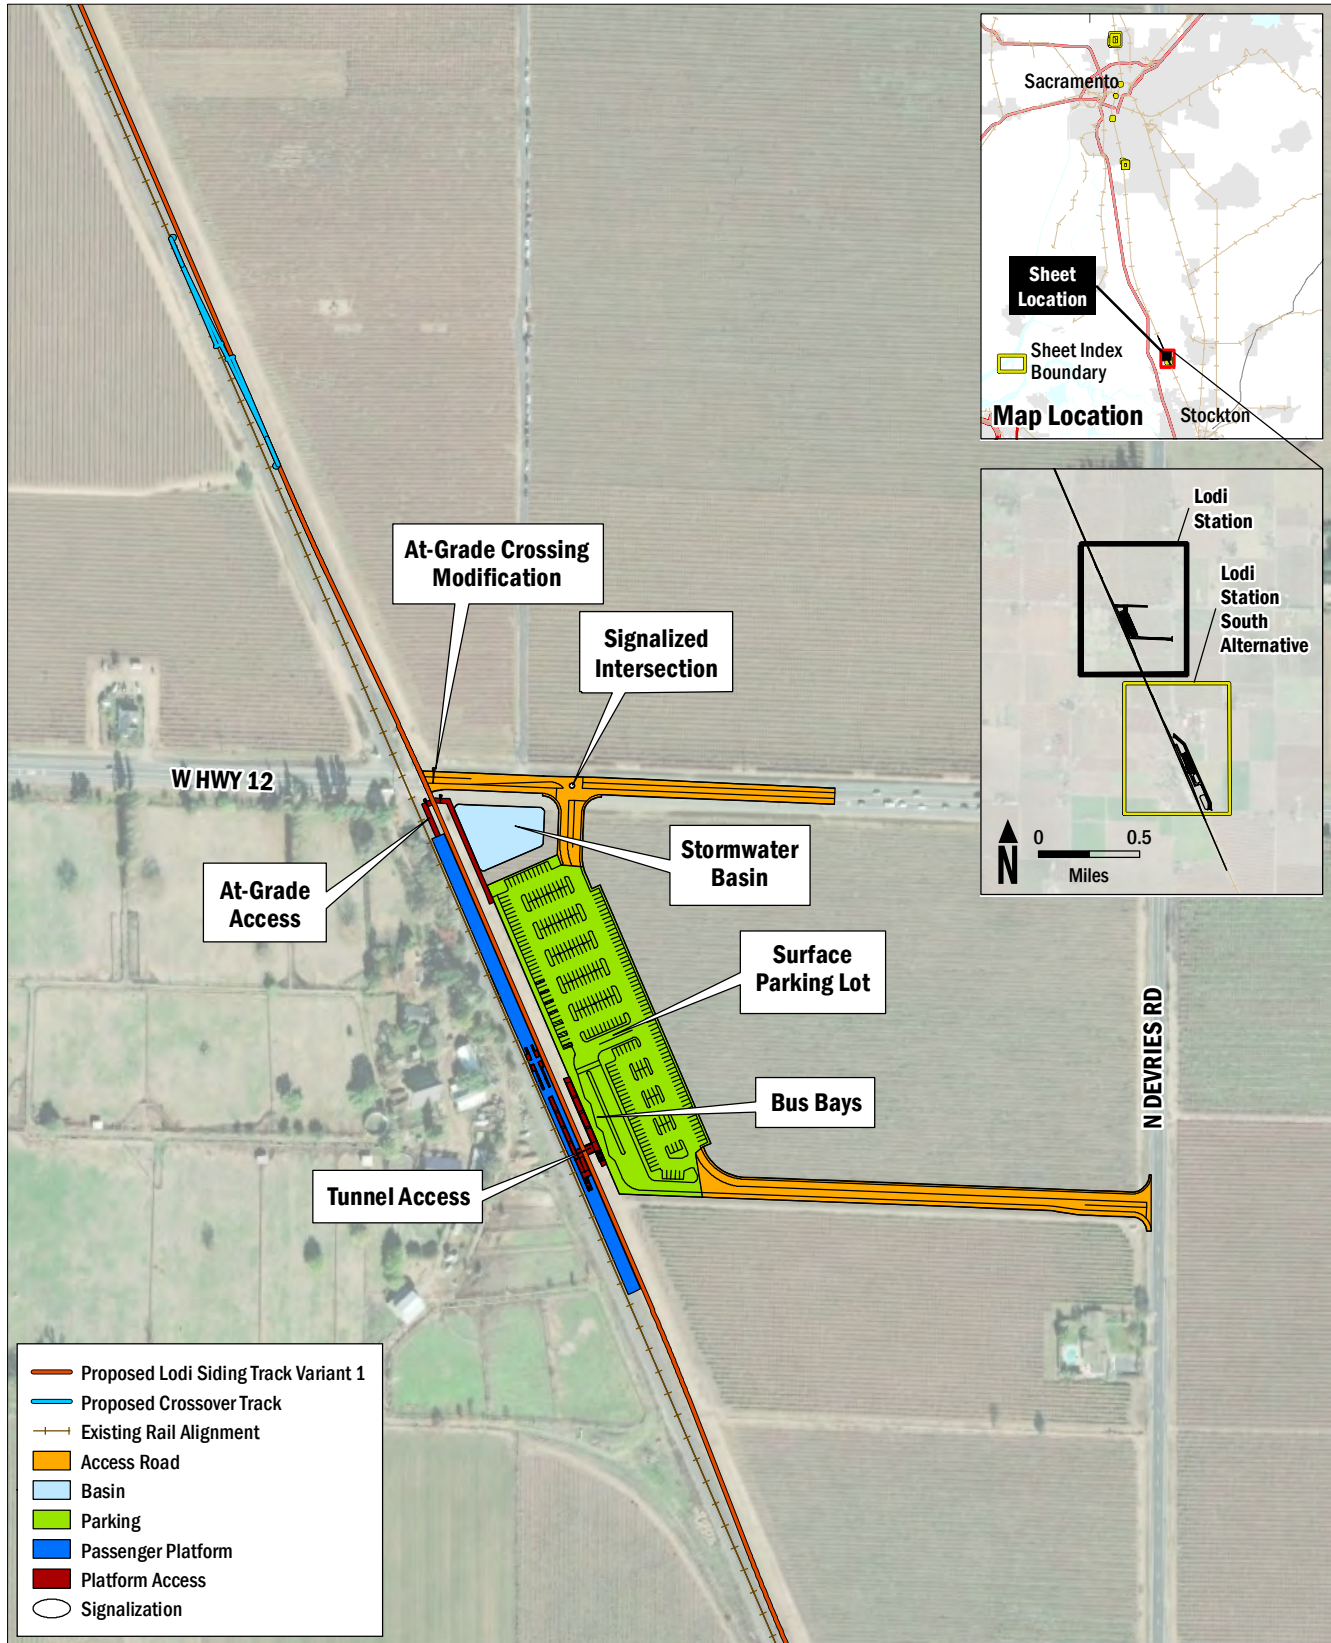 Sacramento
Sheet
Location
Sheet Index
Boundary
Map Location
Stockton
Lodi
Station
Lodi
Station
South
Alternative
N
0 0.5
Miles
At-Grade Crossing
Modification
Signalized
Intersection
W HWY 12
Stormwater
Basin
At-Grade
Access
Surface
Parking Lot
N DEVRIES RD
Bus Bays
Tunnel Access
Proposed Lodi Siding Track Variant 1
Proposed Crossover Track
Existing Rail Alignment
Access Road
Basin
Parking
Passenger Platform
Platform Access
Signalization